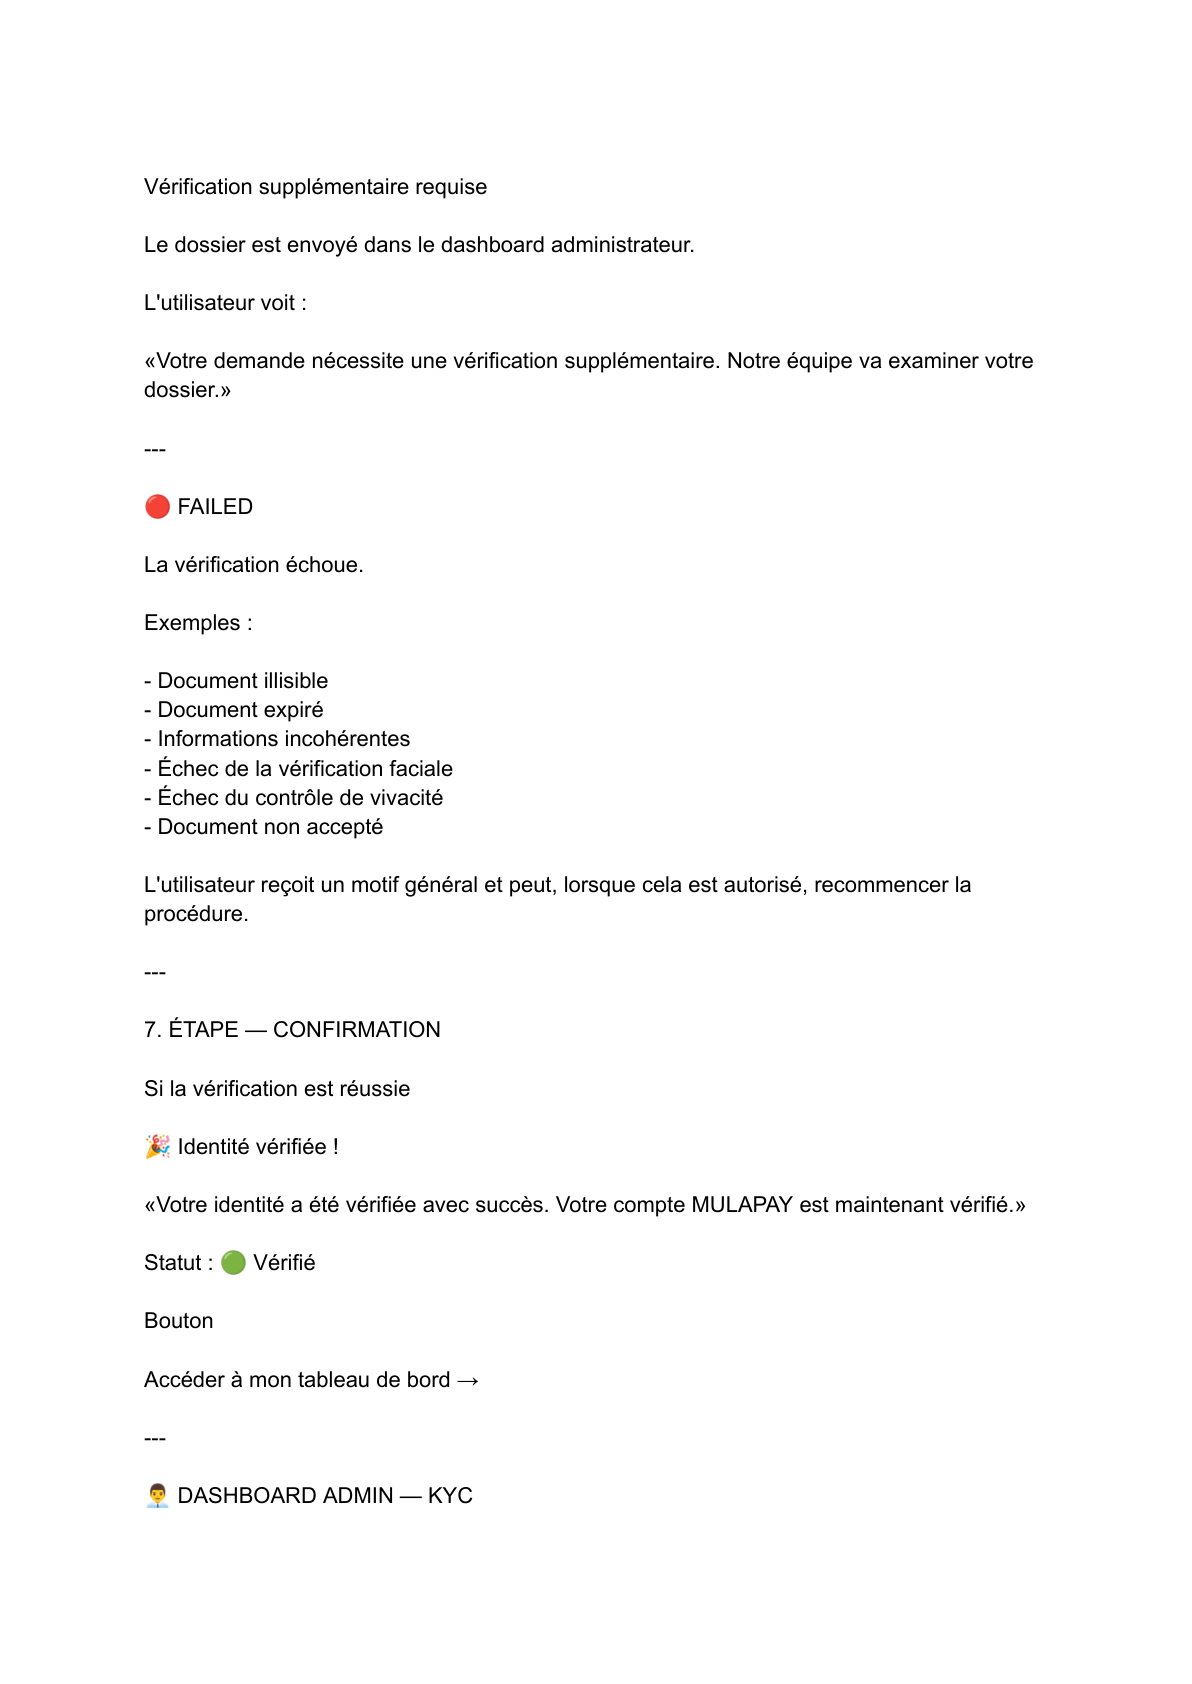 Vérification supplémentaire requise
Le dossier est envoyé dans le dashboard administrateur.
L'utilisateur voit :
«Votre demande nécessite une vérification supplémentaire. Notre équipe va examiner votre
dossier.»
---
🔴 FAILED
La vérification échoue.
Exemples :
- Document illisible
- Document expiré
- Informations incohérentes
- Échec de la vérification faciale
- Échec du contrôle de vivacité
- Document non accepté
L'utilisateur reçoit un motif général et peut, lorsque cela est autorisé, recommencer la
procédure.
---
7. ÉTAPE — CONFIRMATION
Si la vérification est réussie
🎉 Identité vérifiée !
«Votre identité a été vérifiée avec succès. Votre compte MULAPAY est maintenant vérifié.»
Statut : 🟢 Vérifié
Bouton
Accéder à mon tableau de bord →
---
👨‍💼 DASHBOARD ADMIN — KYC